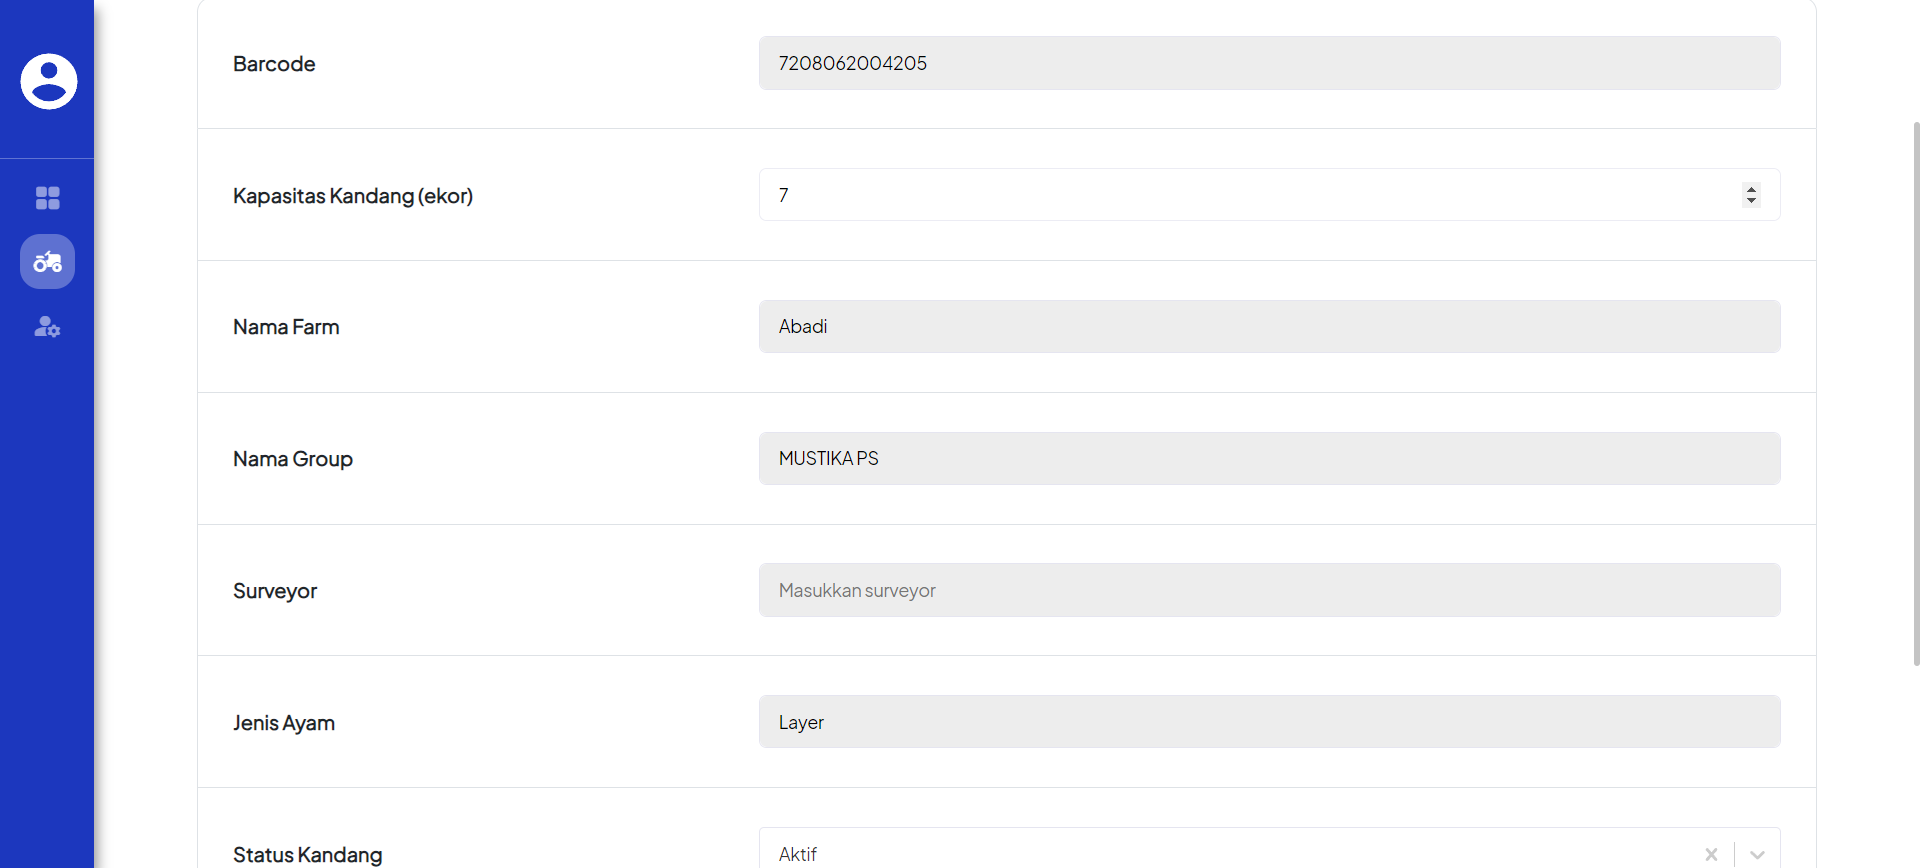 Barcode
7208062004205
Kapasitas Kandang (ekor)
7
Nama Farm
Abadi
Nama Group
MUSTIKA PS
Surveyor
Masukkan surveyor
Jenis Ayam
Layer
Status Kandang
Aktif